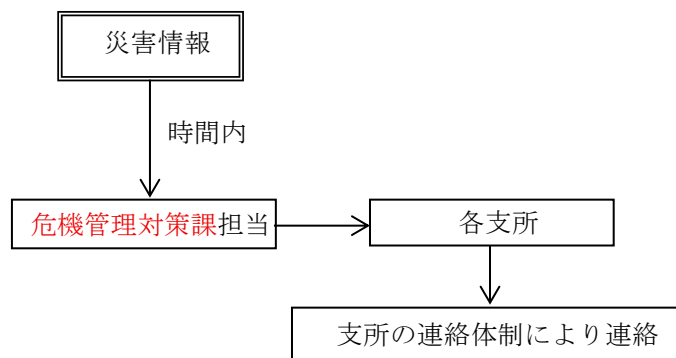 災害情報
時間内
危機管理対策課担当
各支所
支所の連絡体制により連絡